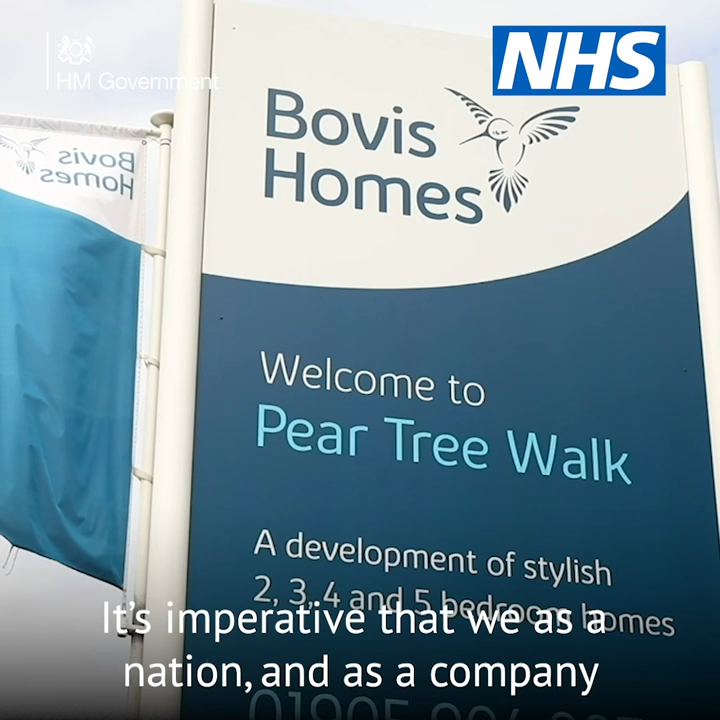 HM Government
NHS
Bovis
Homes
Bovis
Homes
Welcome to
Pear Tree Walk
A development of stylish
2, 3, 4 and 5 bedroom homes
It's imperative that we as a
nation, and as a company
01905